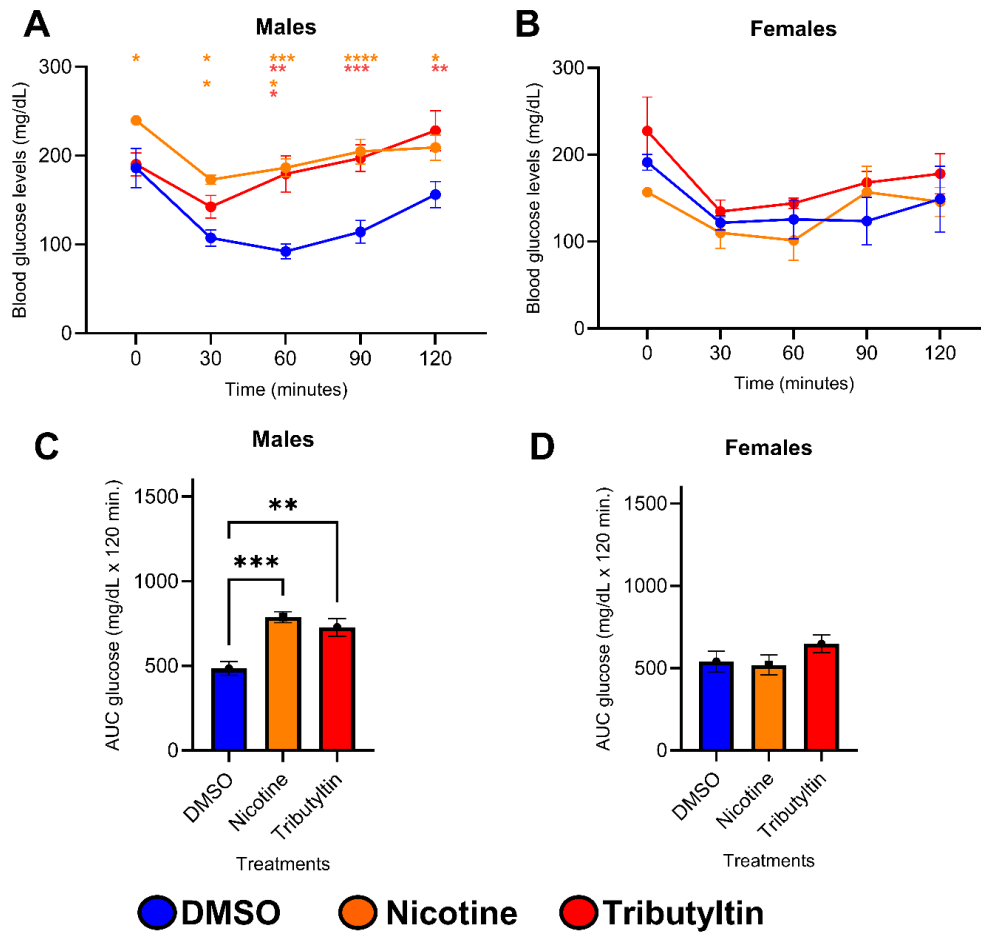 A
Males
* * *** **** *
** *** **
* *
*
Blood glucose levels (mg/dL)
300
200
100
0
0 30 60 90 120
Time (minutes)
B
Females
Blood glucose levels (mg/dL)
300
200
100
0
0 30 60 90 120
Time (minutes)
C
Males
AUC glucose (mg/dL x 120 min.)
1500
1000
500
0
**
***
DMSO
Nicotine
Tributyltin
Treatments
D
Females
AUC glucose (mg/dL x 120 min.)
1500
1000
500
0
DMSO
Nicotine
Tributyltin
Treatments
DMSO Nicotine Tributyltin